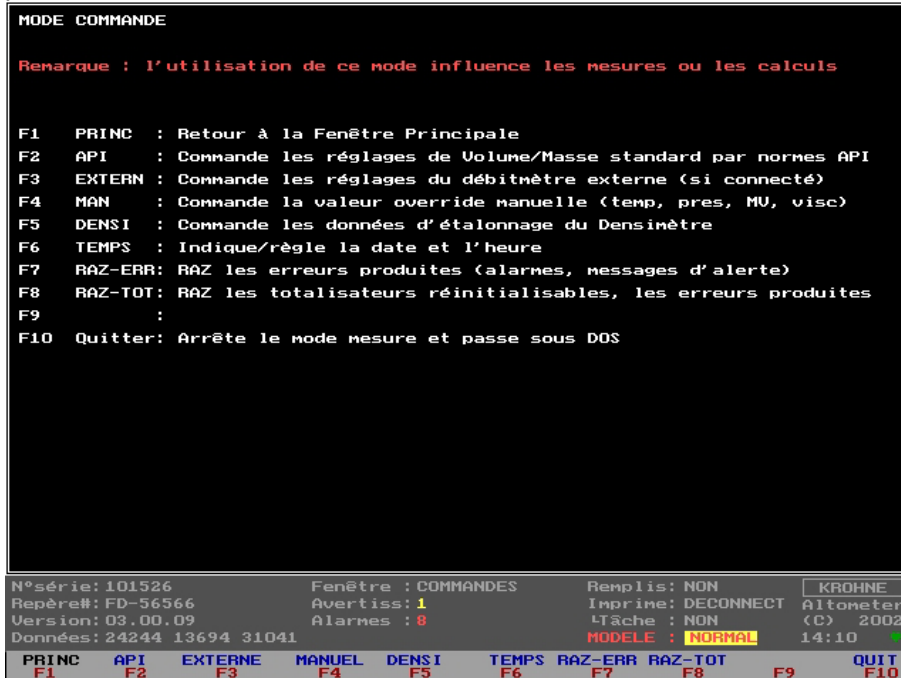 MODE COMMANDE
Remarque : l'utilisation de ce mode influence les mesures ou les calculs
F1 PRINC : Retour à la Fenêtre Principale
F2 API : Commande les réglages de Volume/Masse standard par normes API
F3 EXTERN : Commande les réglages du débitmètre externe (si connecté)
F4 MAN : Commande la valeur override manuelle (temp, pres, MV, visc)
F5 DENSI : Commande les données d'étalonnage du Densimètre
F6 TEMPS : Indique/règle la date et l'heure
F7 RAZ-ERR: RAZ les erreurs produites (alarmes, messages d'alerte)
F8 RAZ-TOT: RAZ les totalisateurs réinitialisables, les erreurs produites
F9 :
F10 Quitter: Arrête le mode mesure et passe sous DOS
N°série: 101526 Fenêtre : COMMANDES Remplis: NON KROHNE
Repère#: FD-56566 Avertiss: 1 Imprime: DECONNECT Altometer
Version: 03.00.09 Alarmes : 8 └Tâche : NON (C) 2002
Données: 24244 13694 31041 MODELE : NORMAL 14:10
PRINC API EXTERNE MANUEL DENSI TEMPS RAZ-ERR RAZ-TOT QUIT
F1 F2 F3 F4 F5 F6 F7 F8 F9 F10